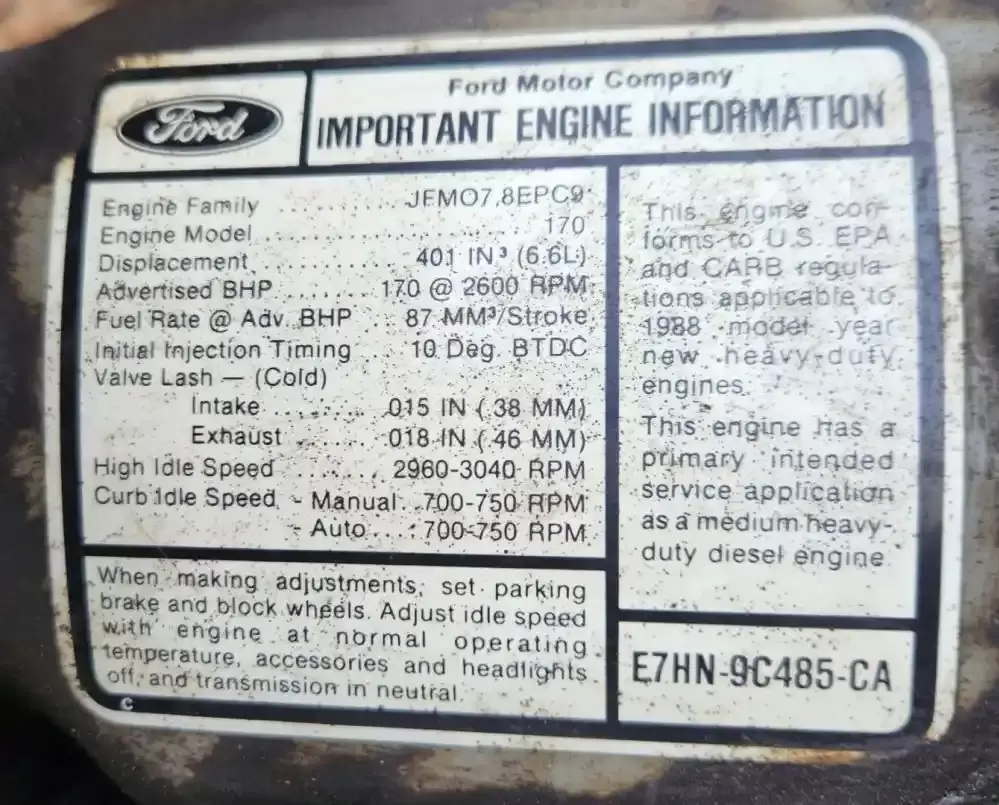 Ford
Ford Motor Company
IMPORTANT ENGINE INFORMATION
Engine Family .......... JFM07.8EPC9
Engine Model .......... 170
Displacement .......... 401 IN³ (6.6L)
Advertised BHP ....... 170 @ 2600 RPM
Fuel Rate @ Adv. BHP ... 87 MM³/Stroke
Initial Injection Timing ... 10 Deg. BTDC
Valve Lash — (Cold)
Intake .......... .015 IN (.38 MM)
Exhaust ....... .018 IN (.46 MM)
High Idle Speed ....... 2960-3040 RPM
Curb Idle Speed - Manual 700-750 RPM
- Auto .... 700-750 RPM
When making adjustments, set parking
brake and block wheels. Adjust idle speed
with engine at normal operating
temperature, accessories and headlights
off, and transmission in neutral.
C
This engine con-
forms to U.S. EPA
and CARB regula-
tions applicable to
1988 model year
new heavy-duty
engines.
This engine has a
primary intended
service application
as a medium heavy-
duty diesel engine.
E7HN-9C485-CA